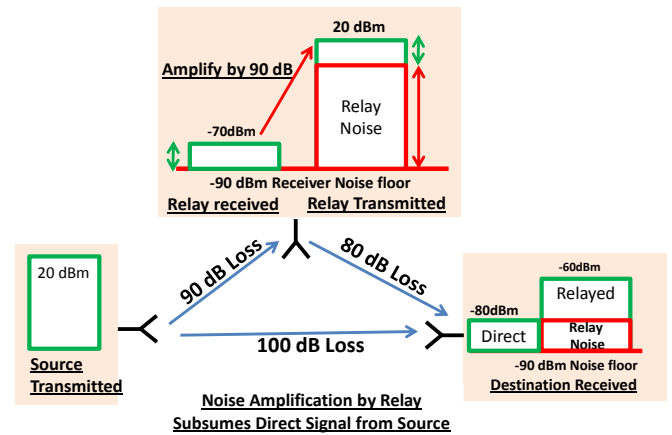 20 dBm
Amplify by 90 dB
Relay
Noise
-70dBm
-90 dBm Receiver Noise floor
Relay received
Relay Transmitted
20 dBm
Source
Transmitted
90 dB Loss
80 dB Loss
100 dB Loss
-60dBm
-80dBm
Relayed
Direct
Relay
Noise
-90 dBm Noise floor
Destination Received
Noise Amplification by Relay
Subsumes Direct Signal from Source